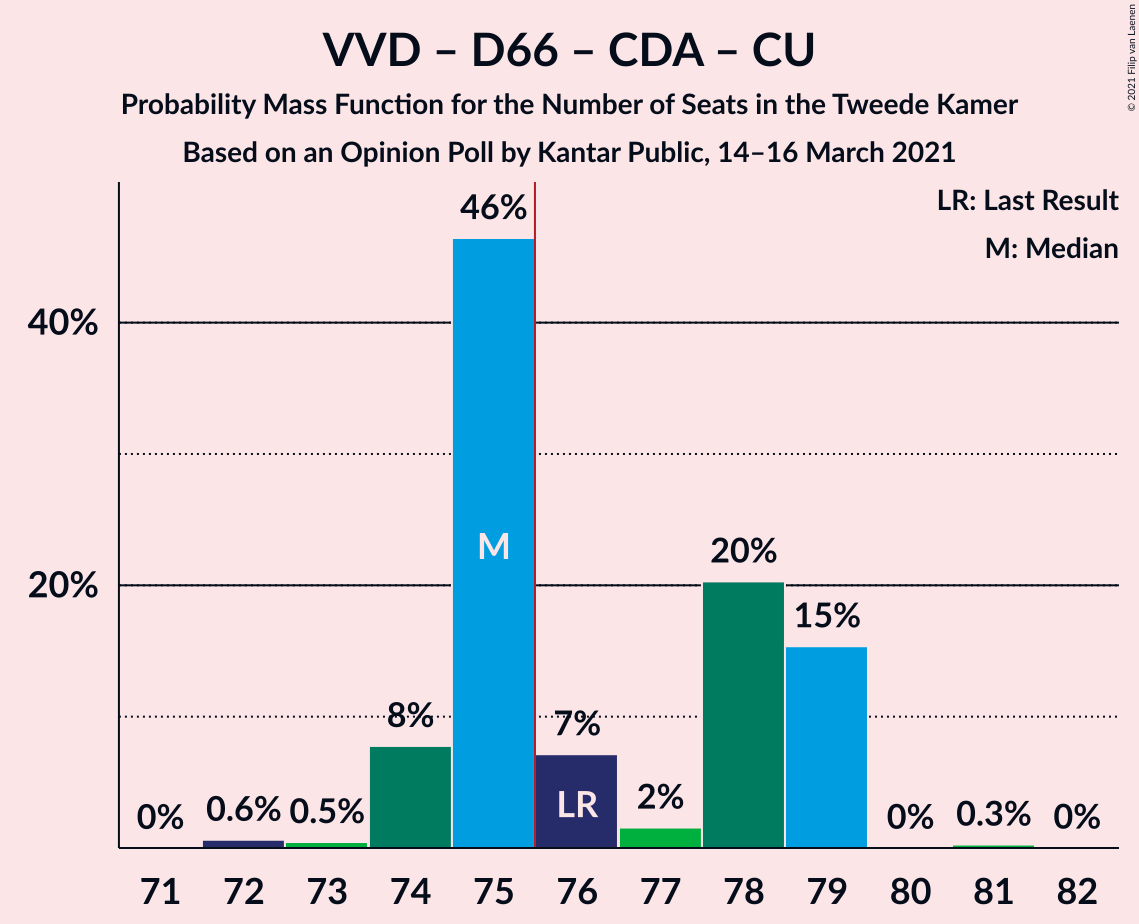 VVD – D66 – CDA – CU
Probability Mass Function for the Number of Seats in the Tweede Kamer
Based on an Opinion Poll by Kantar Public, 14–16 March 2021
© 2021 Filip van Laenen
LR: Last Result
M: Median
40%
20%
0%
0.6%
0.5%
8%
46%
7%
2%
20%
15%
0%
0.3%
0%
M
LR
71 72 73 74 75 76 77 78 79 80 81 82